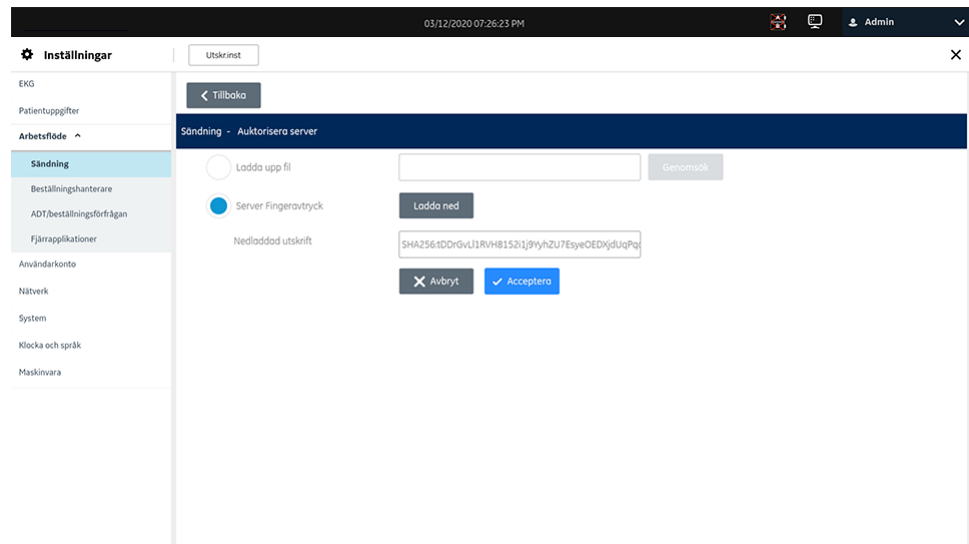 03/12/2020 07:26:23 PM
Admin
Inställningar
Utskr.inst
EKG
Patientuppgifter
Arbetsflöde
Sändning
Beställningshanterare
ADT/beställningsförfrågan
Fjärrapplikationer
Användarkonto
Nätverk
System
Klocka och språk
Maskinvara
Tillbaka
Sändning - Auktorisera server
Ladda upp fil
Genomsök
Server Fingeravtryck
Ladda ned
Nedladdad utskrift
Avbryt
Acceptera